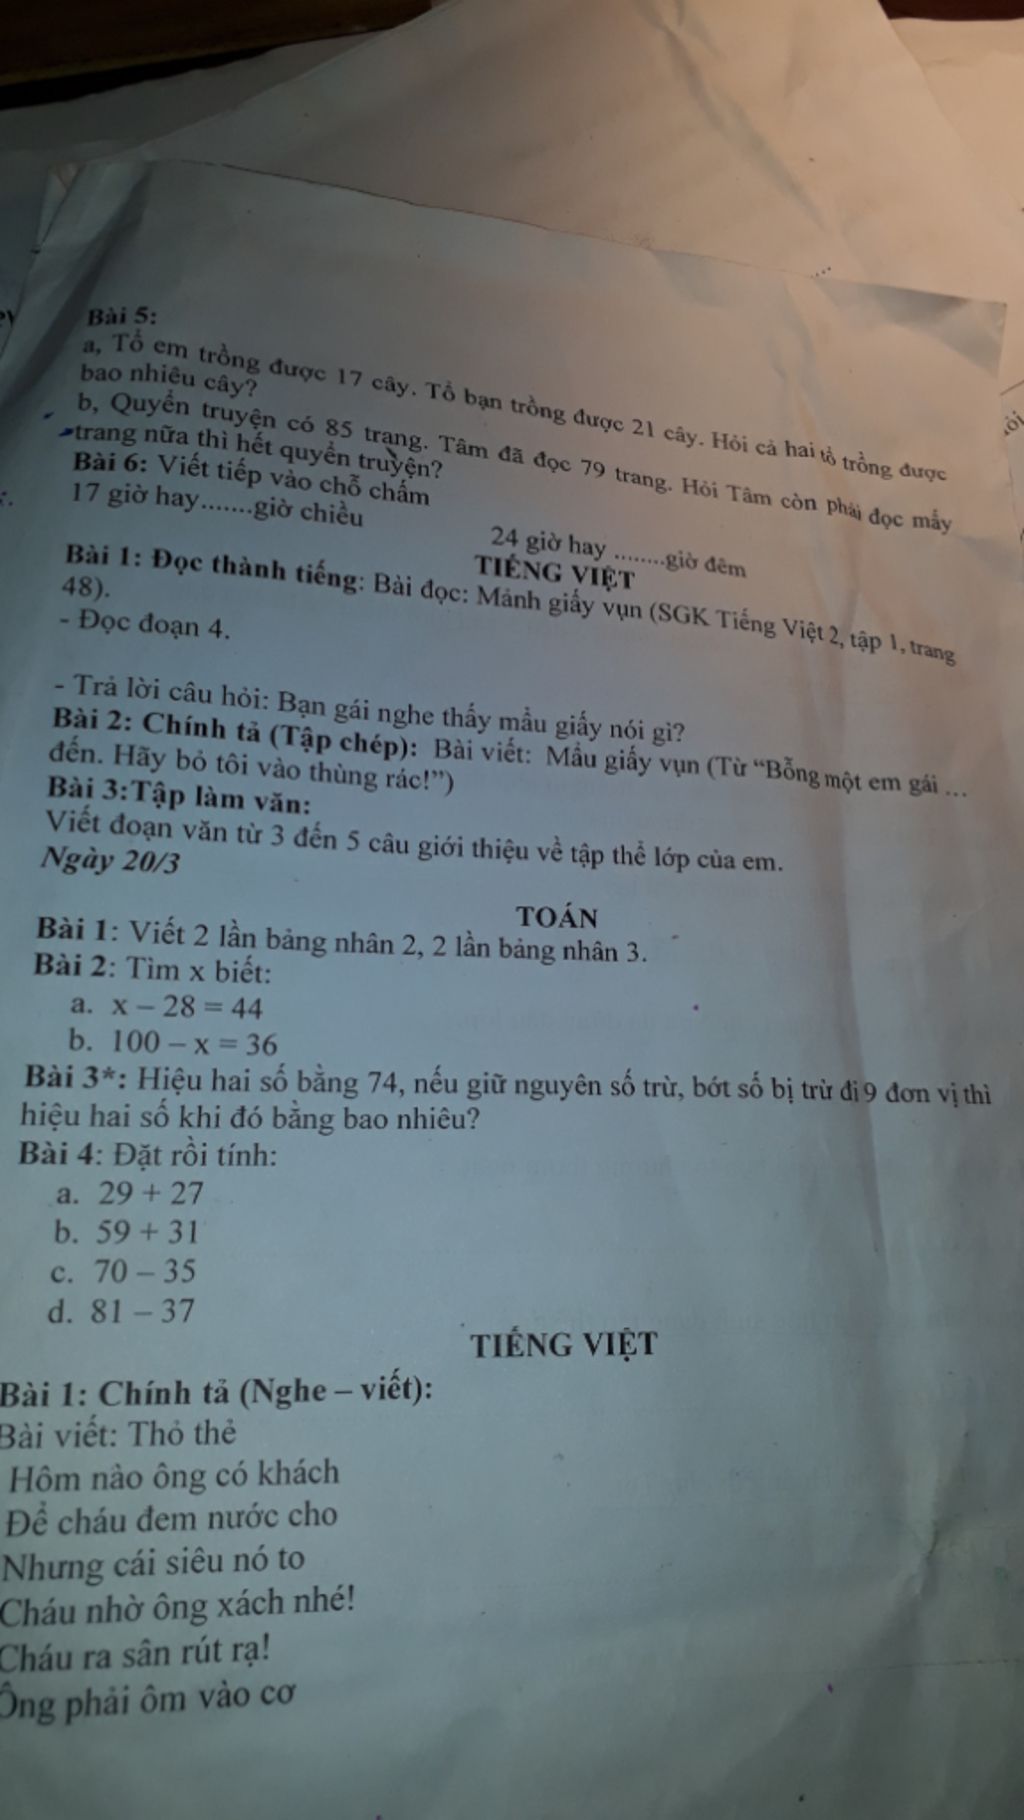 Bài 5:
a, Tổ em trồng được 17 cây. Tổ bạn trồng được 21 cây. Hỏi cả hai tổ trồng được
bao nhiêu cây?
b, Quyển truyện có 85 trang. Tâm đã đọc 79 trang. Hỏi Tâm còn phải đọc mấy
trang nữa thì hết quyển truyện?
Bài 6: Viết tiếp vào chỗ chấm
17 giờ hay........giờ chiều
24 giờ hay ........giờ đêm
TIẾNG VIỆT
Bài 1: Đọc thành tiếng: Bài đọc: Mảnh giấy vụn (SGK Tiếng Việt 2, tập 1, trang
48).
- Đọc đoạn 4.
- Trả lời câu hỏi: Bạn gái nghe thấy mẩu giấy nói gì?
Bài 2: Chính tả (Tập chép): Bài viết: Mẩu giấy vụn (Từ “Bỗng một em gái ...
đến. Hãy bỏ tôi vào thùng rác!”)
Bài 3:Tập làm văn:
Viết đoạn văn từ 3 đến 5 câu giới thiệu về tập thể lớp của em.
Ngày 20/3
TOÁN
Bài 1: Viết 2 lần bảng nhân 2, 2 lần bảng nhân 3.
Bài 2: Tìm x biết:
a. x – 28 = 44
b. 100 – x = 36
Bài 3*: Hiệu hai số bằng 74, nếu giữ nguyên số trừ, bớt số bị trừ đi 9 đơn vị thì
hiệu hai số khi đó bằng bao nhiêu?
Bài 4: Đặt rồi tính:
a. 29 + 27
b. 59 + 31
c. 70 – 35
d. 81 – 37
TIẾNG VIỆT
Bài 1: Chính tả (Nghe – viết):
Bài viết: Thỏ thẻ
Hôm nào ông có khách
Để cháu đem nước cho
Nhưng cái siêu nó to
Cháu nhờ ông xách nhé!
Cháu ra sân rút rạ!
Ông phải ôm vào cơ